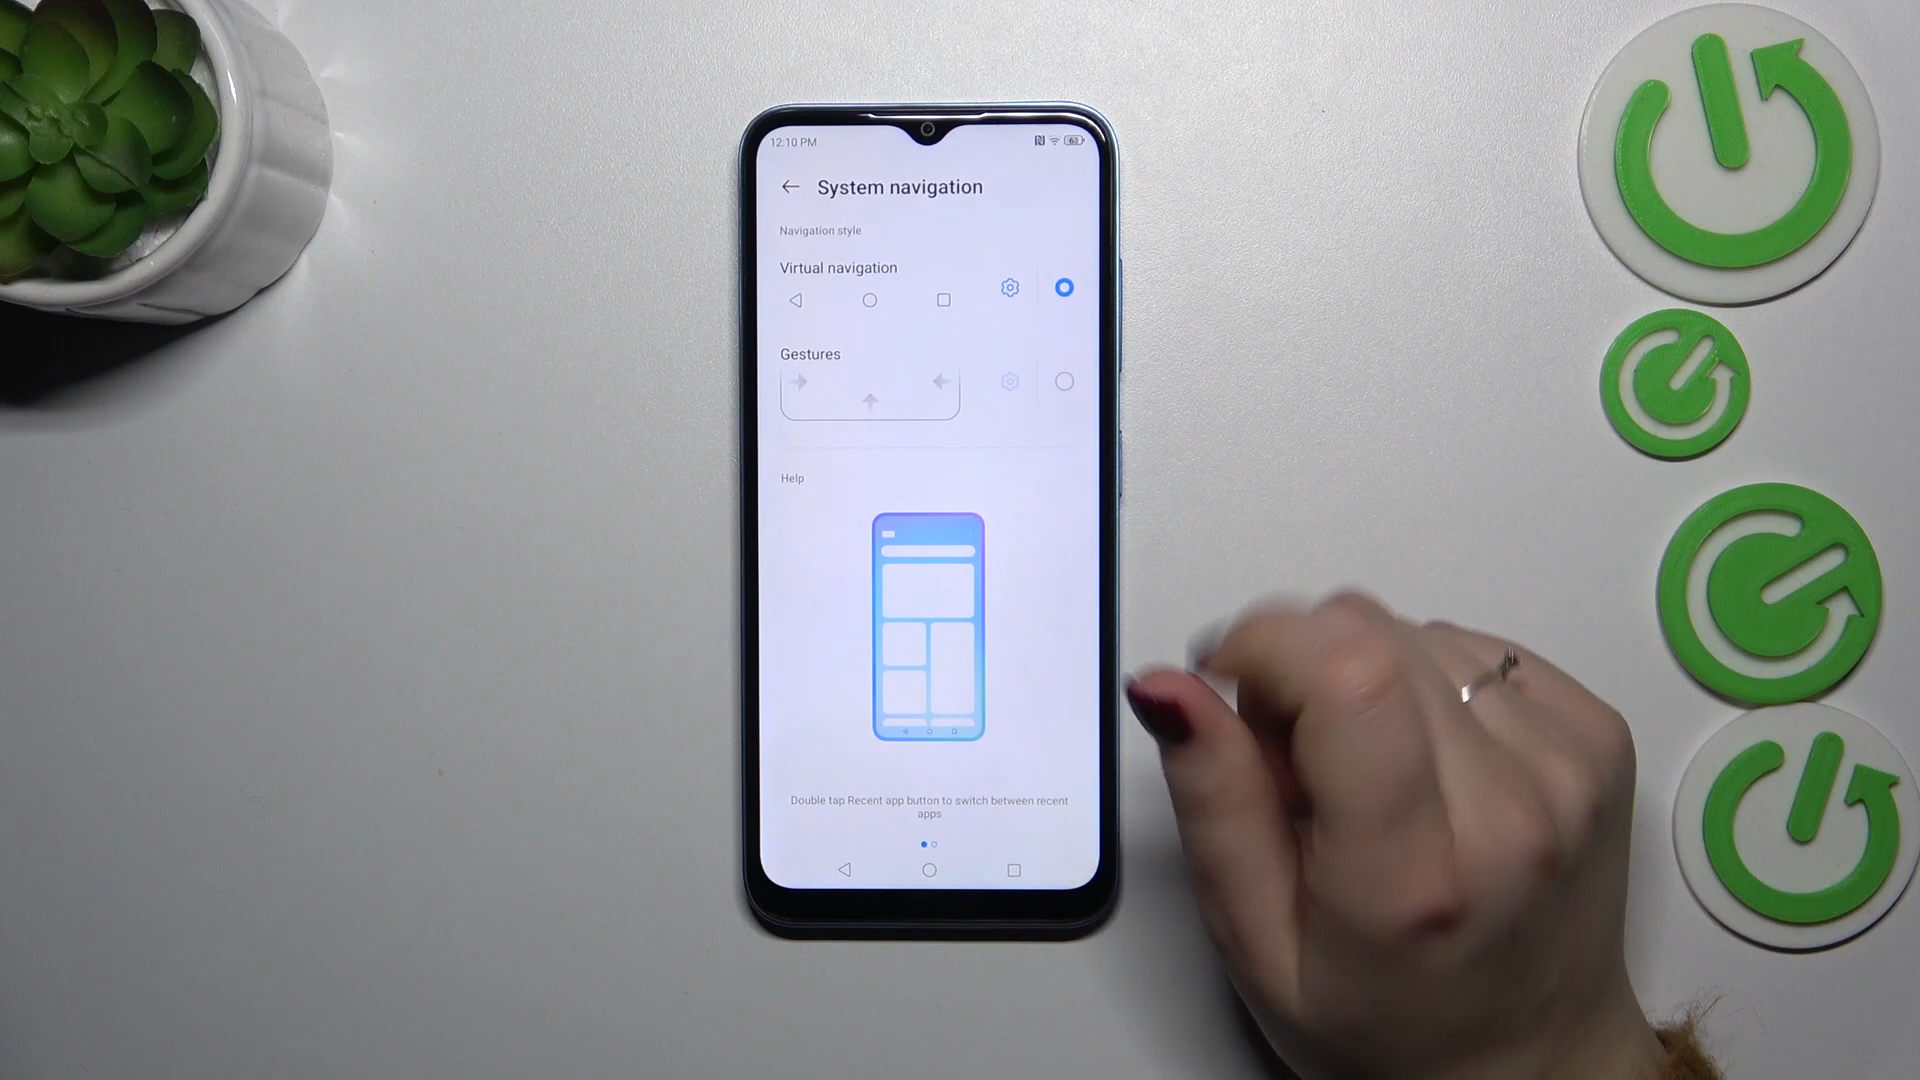 12:10 PM
63
System navigation
Navigation style
Virtual navigation
Gestures
Help
Double tap Recent app button to switch between recent
apps